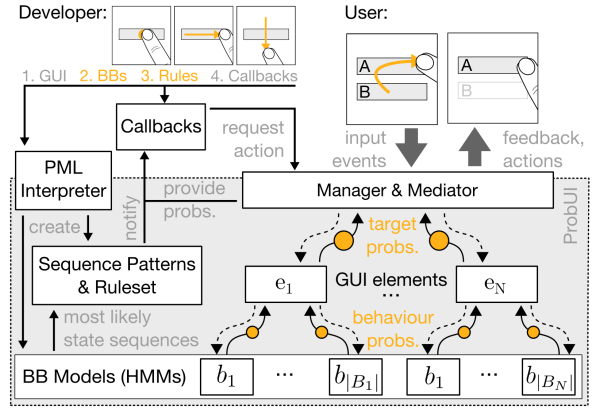 Developer:
User:
1. GUI 2. BBs 3. Rules 4. Callbacks
A
B
A
B
Callbacks
request
action
input
events
feedback,
actions
PML
Interpreter
provide
probs.
Manager & Mediator
ProbUI
create
notify
target
probs.
Sequence Patterns
& Ruleset
e1
GUI elements
...
eN
most likely
state sequences
behaviour
probs.
BB Models (HMMs)
b1
...
b|B1|
b1
...
b|BN|